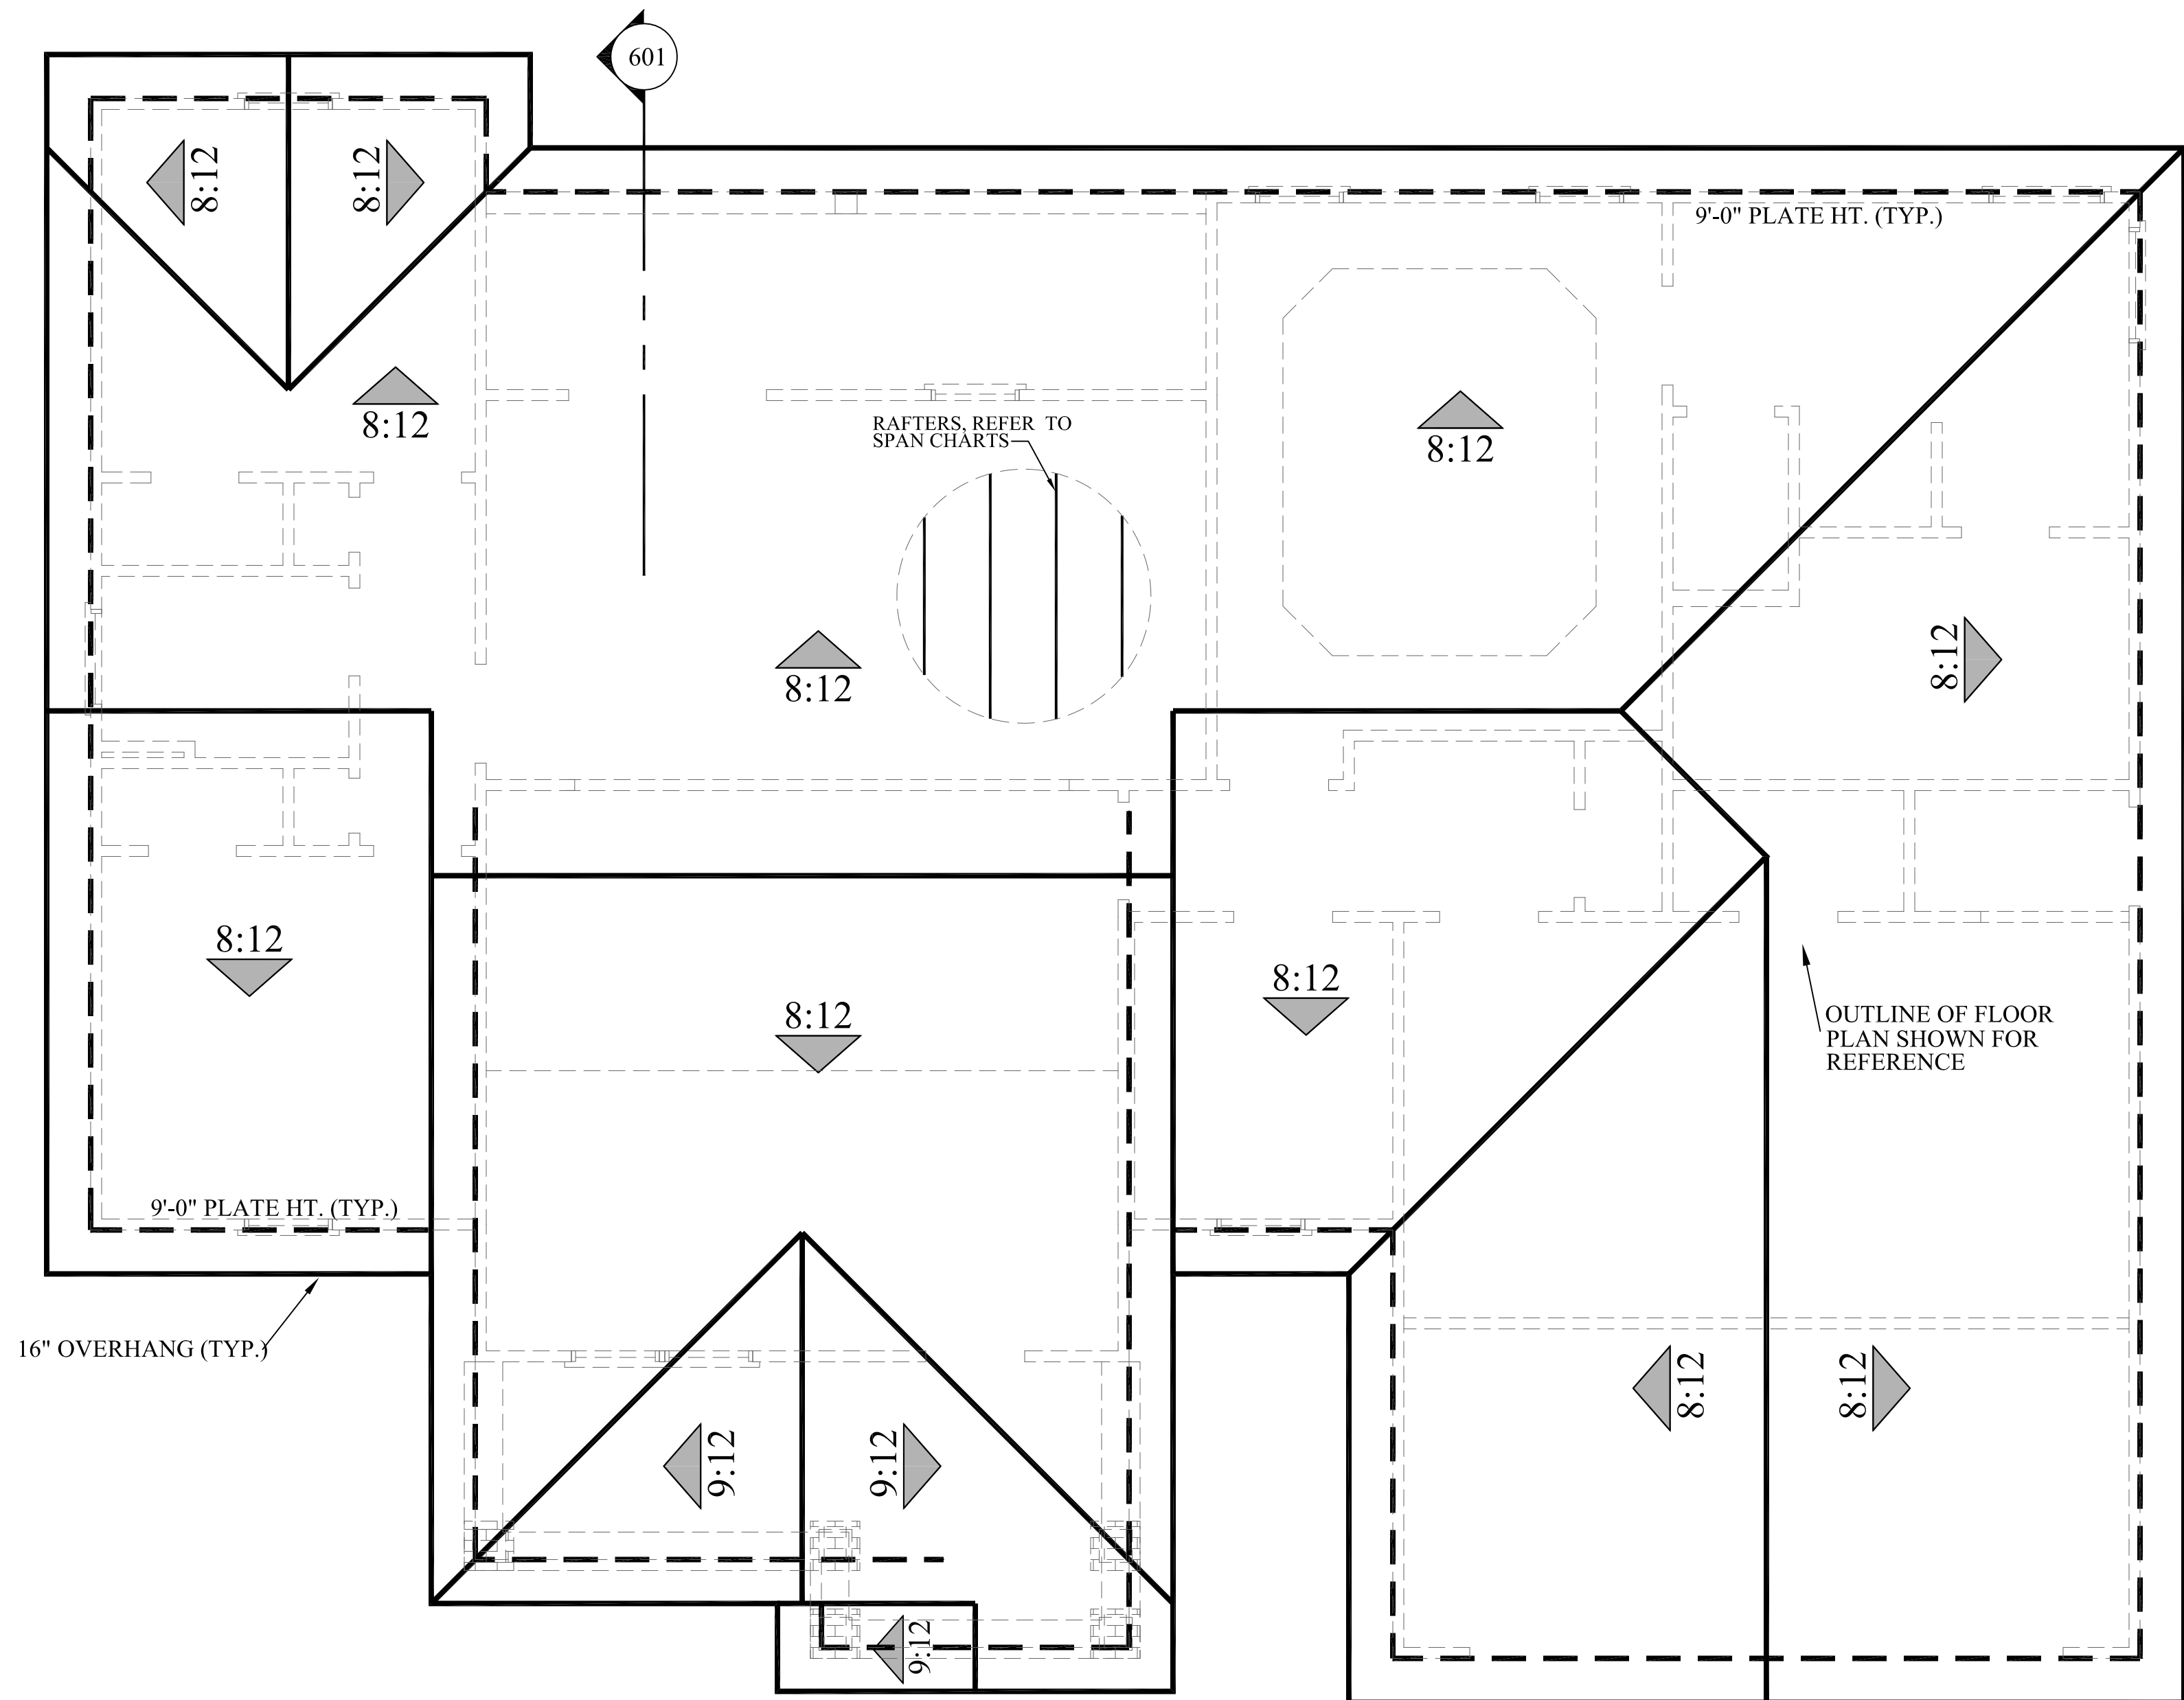 601
8:12
8:12
9'-0" PLATE HT. (TYP.)
8:12
RAFTERS, REFER TO
SPAN CHARTS
8:12
8:12
8:12
8:12
8:12
8:12
OUTLINE OF FLOOR
PLAN SHOWN FOR
REFERENCE
9'-0" PLATE HT. (TYP.)
16" OVERHANG (TYP.)
8:12
8:12
9:12
9:12
9:12